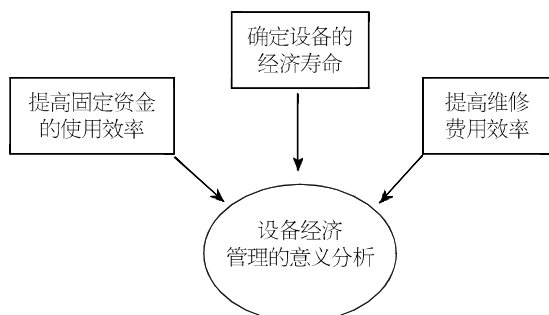 确定设备的
经济寿命
提高固定资金
的使用效率
提高维修
费用效率
设备经济
管理的意义分析